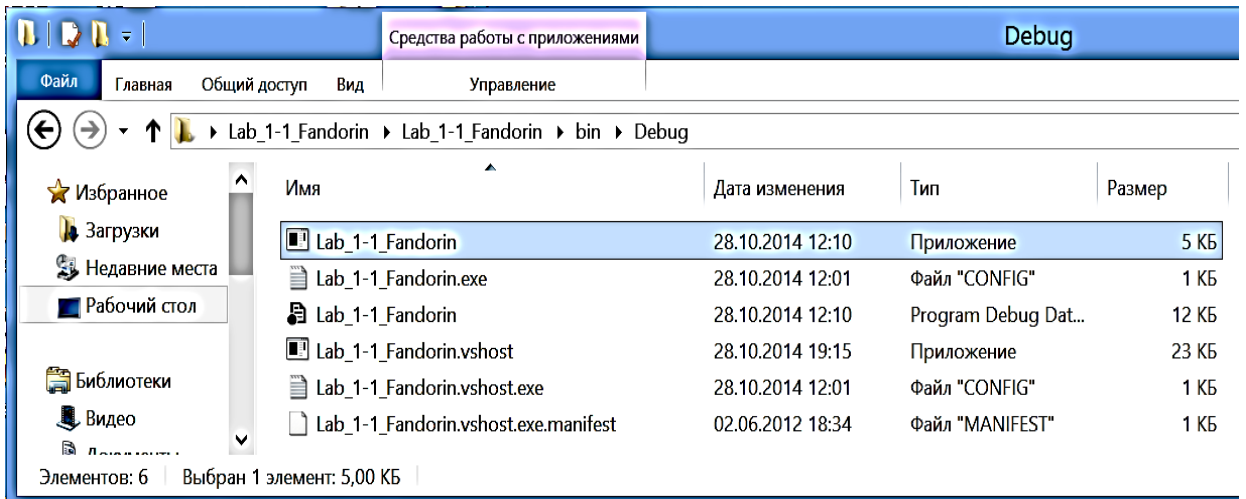 Средства работы с приложениями
Debug
Файл Главная Общий доступ Вид Управление
Lab_1-1_Fandorin Lab_1-1_Fandorin bin Debug
Избранное
Загрузки
Недавние места
Рабочий стол
Библиотеки
Видео
Имя Дата изменения Тип Размер
Lab_1-1_Fandorin 28.10.2014 12:10 Приложение 5 КБ
Lab_1-1_Fandorin.exe 28.10.2014 12:01 Файл "CONFIG" 1 КБ
Lab_1-1_Fandorin 28.10.2014 12:10 Program Debug Dat... 12 КБ
Lab_1-1_Fandorin.vshost 28.10.2014 19:15 Приложение 23 КБ
Lab_1-1_Fandorin.vshost.exe 28.10.2014 12:01 Файл "CONFIG" 1 КБ
Lab_1-1_Fandorin.vshost.exe.manifest 02.06.2012 18:34 Файл "MANIFEST" 1 КБ
Элементов: 6 Выбран 1 элемент: 5,00 КБ